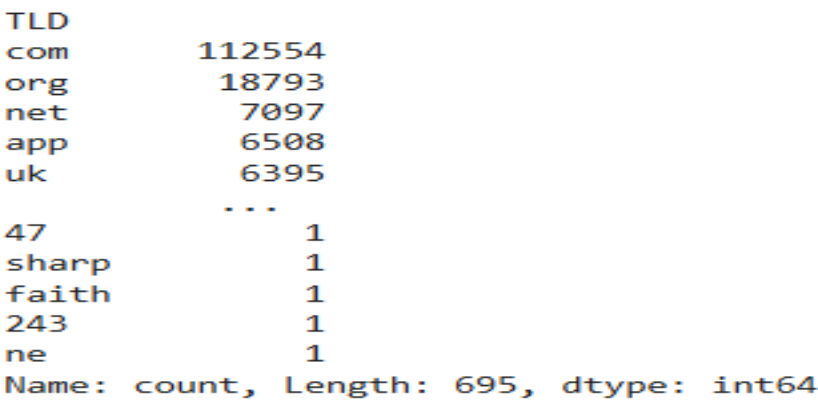 TLD
com 112554
org 18793
net 7097
app 6508
uk 6395
...
47 1
sharp 1
faith 1
243 1
ne 1
Name: count, Length: 695, dtype: int64